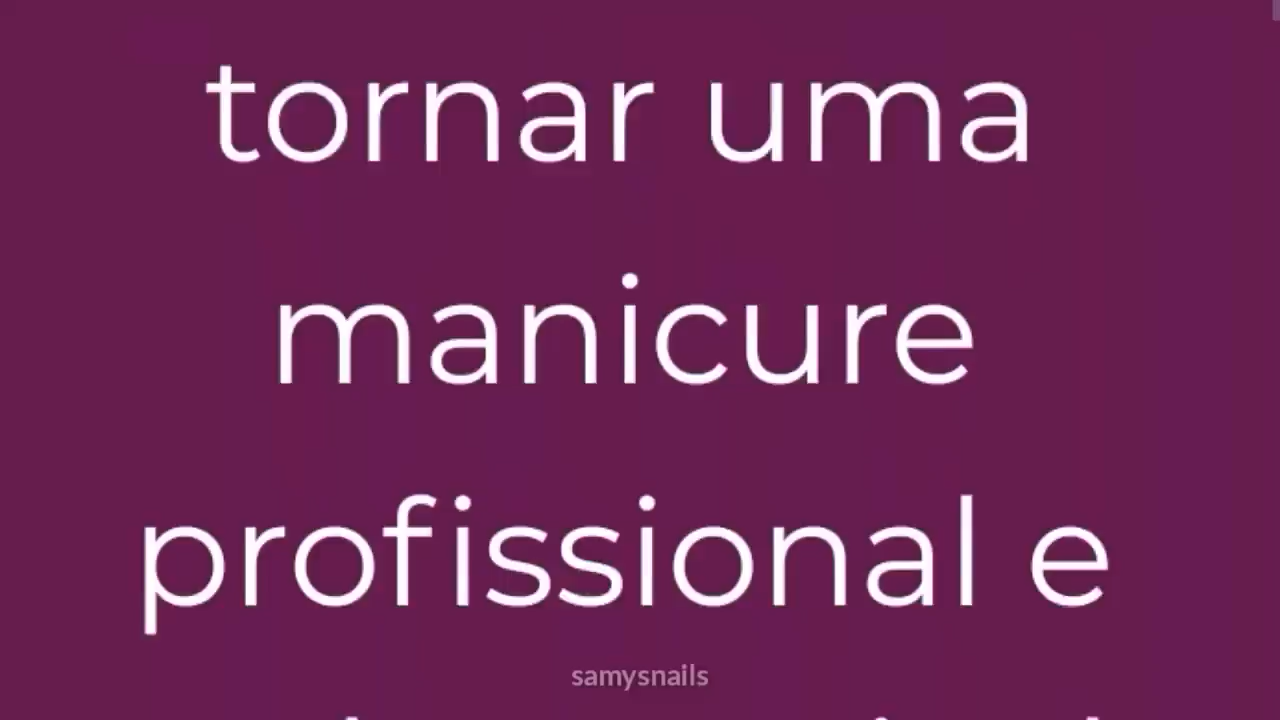 tornar uma
manicure
profissional e
samysnails